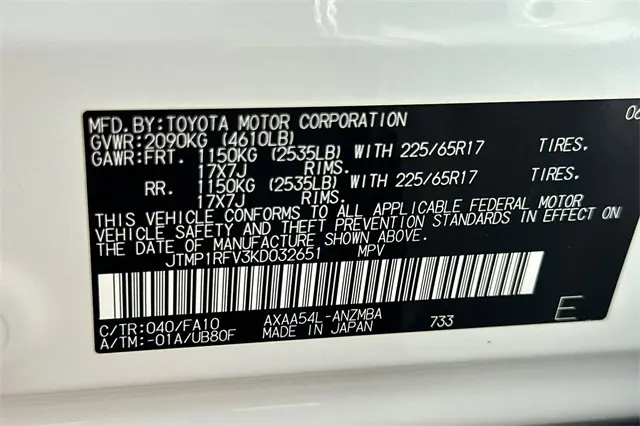 06
MFD.BY:TOYOTA MOTOR CORPORATION
GVWR:2090KG (4610LB)
GAWR:FRT. 1150KG (2535LB) WITH 225/65R17 TIRES.
17X7J RIMS.
RR. 1150KG (2535LB) WITH 225/65R17 TIRES.
17X7J RIMS.
THIS VEHICLE CONFORMS TO ALL APPLICABLE FEDERAL MOTOR
VEHICLE SAFETY AND THEFT PREVENTION STANDARDS IN EFFECT ON
THE DATE OF MANUFACTURE SHOWN ABOVE.
JTMP1RFV3KD032651 MPV
C/TR:040/FA10 AXAA54L-ANZMBA 733 E
A/TM:-01A/UB80F MADE IN JAPAN